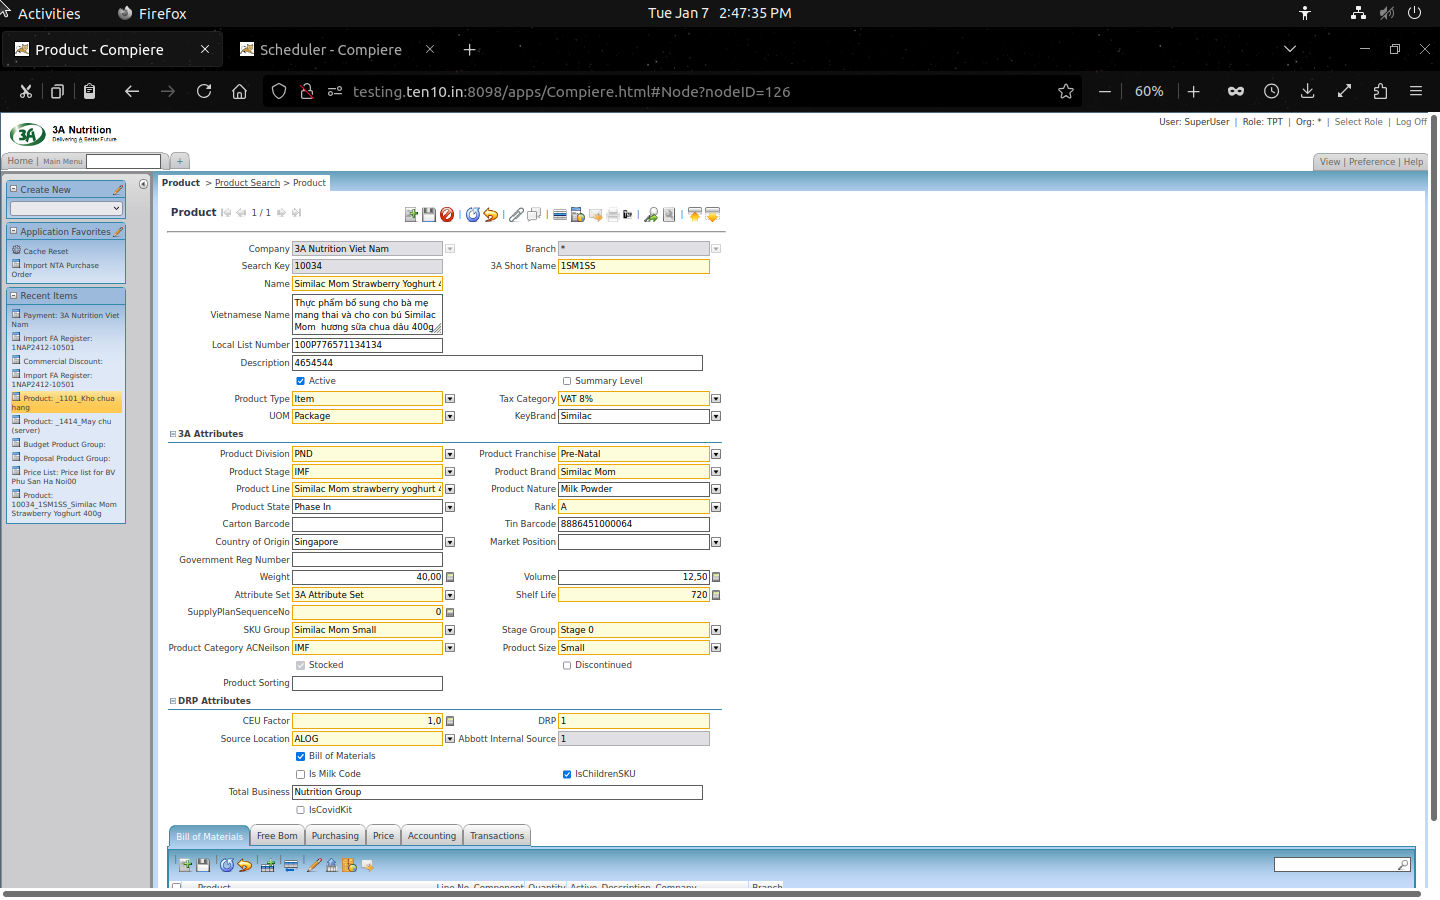 Activities Firefox Tue Jan 7 2:47:35 PM
Product - Compiere Scheduler - Compiere
testing.ten10.in:8098/apps/Compiere.html#Node?nodeID=126 60%
3A Nutrition
Delivering A Better Future
User: SuperUser | Role: TPT | Org: * | Select Role | Log Off
Home | Main Menu
View | Preference | Help
Create New
Application Favorites
Cache Reset
Import NTA Purchase
Order
Recent Items
Payment: 3A Nutrition Viet
Nam
Import FA Register:
1NAP2412-10501
Commercial Discount:
Import FA Register:
1NAP2412-10501
Product: _1101_Kho chua
hang
Product: _1414_May chu
(server)
Budget Product Group:
Proposal Product Group:
Price List: Price list for BV
Phu San Ha Noi00
Product:
10034_1SM1SS_Similac Mom
Strawberry Yoghurt 400g
Product > Product Search > Product
Product 1 / 1
Company 3A Nutrition Viet Nam Branch *
Search Key 10034 3A Short Name 1SM1SS
Name Similac Mom Strawberry Yoghurt 4
Vietnamese Name Thực phẩm bổ sung cho bà mẹ
mang thai và cho con bú Similac
Mom hương sữa chua dâu 400g
Local List Number 100P776571134134
Description 4654544
Active Summary Level
Product Type Item Tax Category VAT 8%
UOM Package KeyBrand Similac
3A Attributes
Product Division PND Product Franchise Pre-Natal
Product Stage IMF Product Brand Similac Mom
Product Line Similac Mom strawberry yoghurt 4 Product Nature Milk Powder
Product State Phase In Rank A
Carton Barcode Tin Barcode 8886451000064
Country of Origin Singapore Market Position
Government Reg Number
Weight 40,00 Volume 12,50
Attribute Set 3A Attribute Set Shelf Life 720
SupplyPlanSequenceNo 0
SKU Group Similac Mom Small Stage Group Stage 0
Product Category ACNeilson IMF Product Size Small
Stocked Discontinued
Product Sorting
DRP Attributes
CEU Factor 1,0 DRP 1
Source Location ALOG Abbott Internal Source 1
Bill of Materials
Is Milk Code IsChildrenSKU
Total Business Nutrition Group
IsCovidKit
Bill of Materials Free Bom Purchasing Price Accounting Transactions
Product Line No Component Quantity Active Description Company Branch